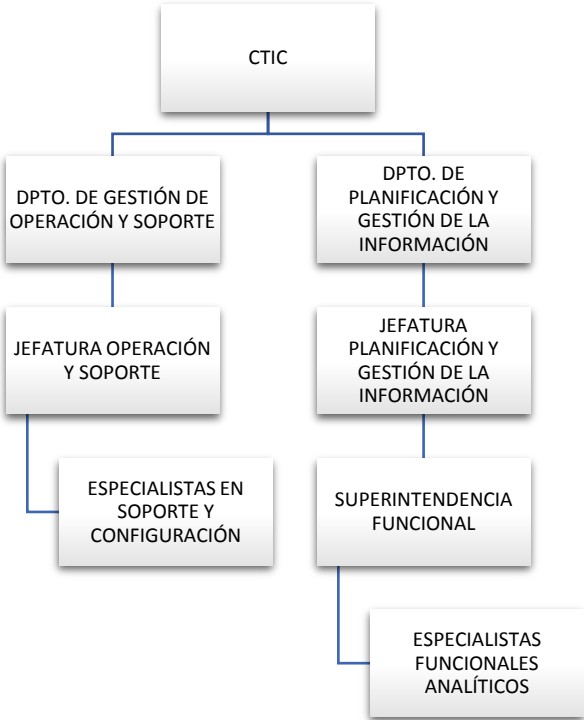 CTIC
DPTO. DE GESTIÓN DE
OPERACIÓN Y SOPORTE
DPTO. DE
PLANIFICACIÓN Y
GESTIÓN DE LA
INFORMACIÓN
JEFATURA OPERACIÓN
Y SOPORTE
JEFATURA
PLANIFICACIÓN Y
GESTIÓN DE LA
INFORMACIÓN
ESPECIALISTAS EN
SOPORTE Y
CONFIGURACIÓN
SUPERINTENDENCIA
FUNCIONAL
ESPECIALISTAS
FUNCIONALES
ANALÍTICOS